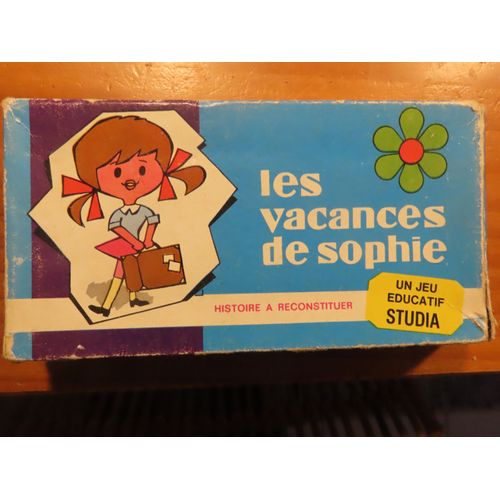 les
vacances
de sophie
HISTOIRE A RECONSTITUER
UN JEU
EDUCATIF
STUDIA